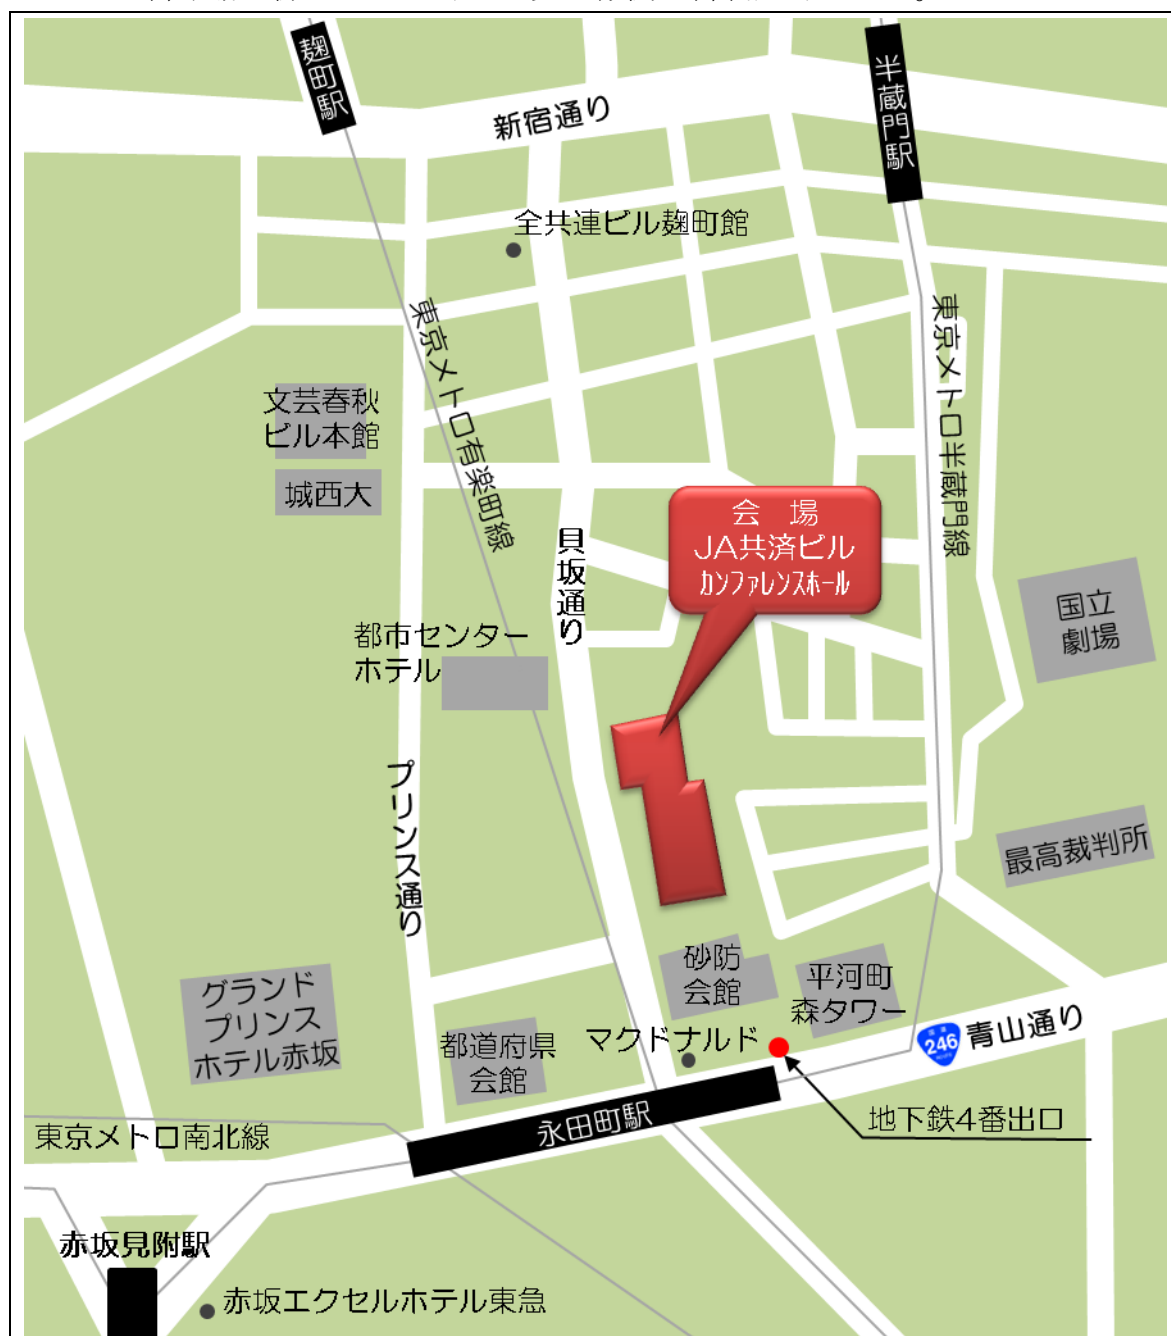 麹町駅
半蔵門駅
新宿通り
全共連ビル麹町館
東京メトロ有楽町線
東京メトロ半蔵門線
文芸春秋
ビル本館
城西大
会　場
JA共済ビル
ｶﾝﾌｧﾚﾝｽﾎｰﾙ
貝坂通り
国立
劇場
都市センター
ホテル
プリンス通り
最高裁判所
砂防
会館
平河町
森タワー
グランド
プリンス
ホテル赤坂
都道府県
会館
マクドナルド
246
青山通り
地下鉄4番出口
永田町駅
東京メトロ南北線
赤坂見附駅
赤坂エクセルホテル東急